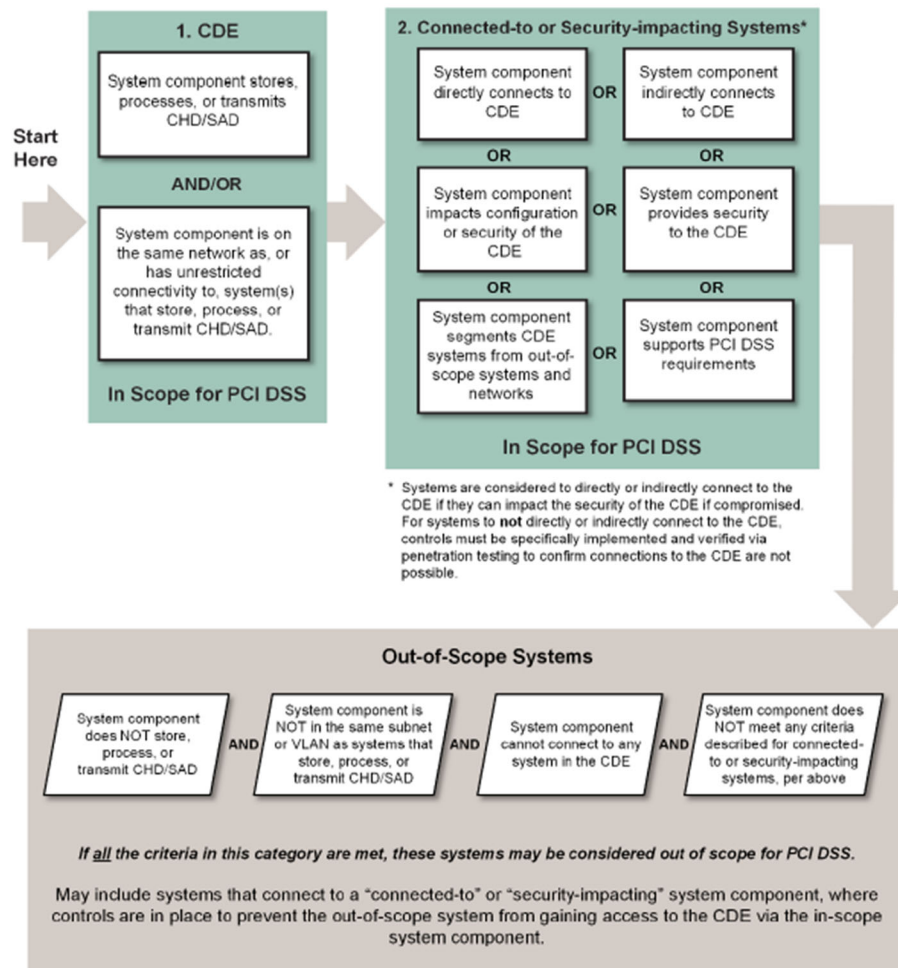 1. CDE
System component stores,
processes, or transmits
CHD/SAD
Start
Here
AND/OR
System component is on
the same network as, or
has unrestricted
connectivity to, system(s)
that store, process, or
transmit CHD/SAD.
In Scope for PCI DSS
2. Connected-to or Security-impacting Systems*
System component
directly connects to
CDE
OR
System component
indirectly connects
to CDE
OR
OR
System component
impacts configuration
or security of the
CDE
OR
System component
provides security
to the CDE
OR
OR
System component
segments CDE
systems from out-of-
scope systems and
networks
OR
System component
supports PCI DSS
requirements
In Scope for PCI DSS
* Systems are considered to directly or indirectly connect to the
CDE if they can impact the security of the CDE if compromised.
For systems to not directly or indirectly connect to the CDE,
controls must be specifically implemented and verified via
penetration testing to confirm connections to the CDE are not
possible.
Out-of-Scope Systems
System component
does NOT store,
process, or
transmit CHD/SAD
AND
System component is
NOT in the same subnet
or VLAN as systems that
store, process, or
transmit CHD/SAD
AND
System component
cannot connect to any
system in the CDE
AND
System component does
NOT meet any criteria
described for connected-
to or security-impacting
systems, per above
If all the criteria in this category are met, these systems may be considered out of scope for PCI DSS.
May include systems that connect to a “connected-to” or “security-impacting” system component, where
controls are in place to prevent the out-of-scope system from gaining access to the CDE via the in-scope
system component.